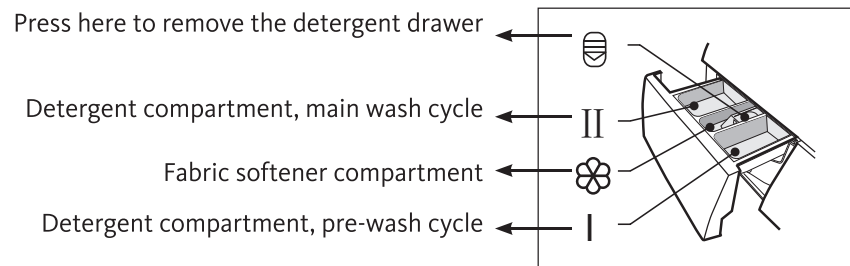 Press here to remove the detergent drawer
Detergent compartment, main wash cycle II
Fabric softener compartment
Detergent compartment, pre-wash cycle I